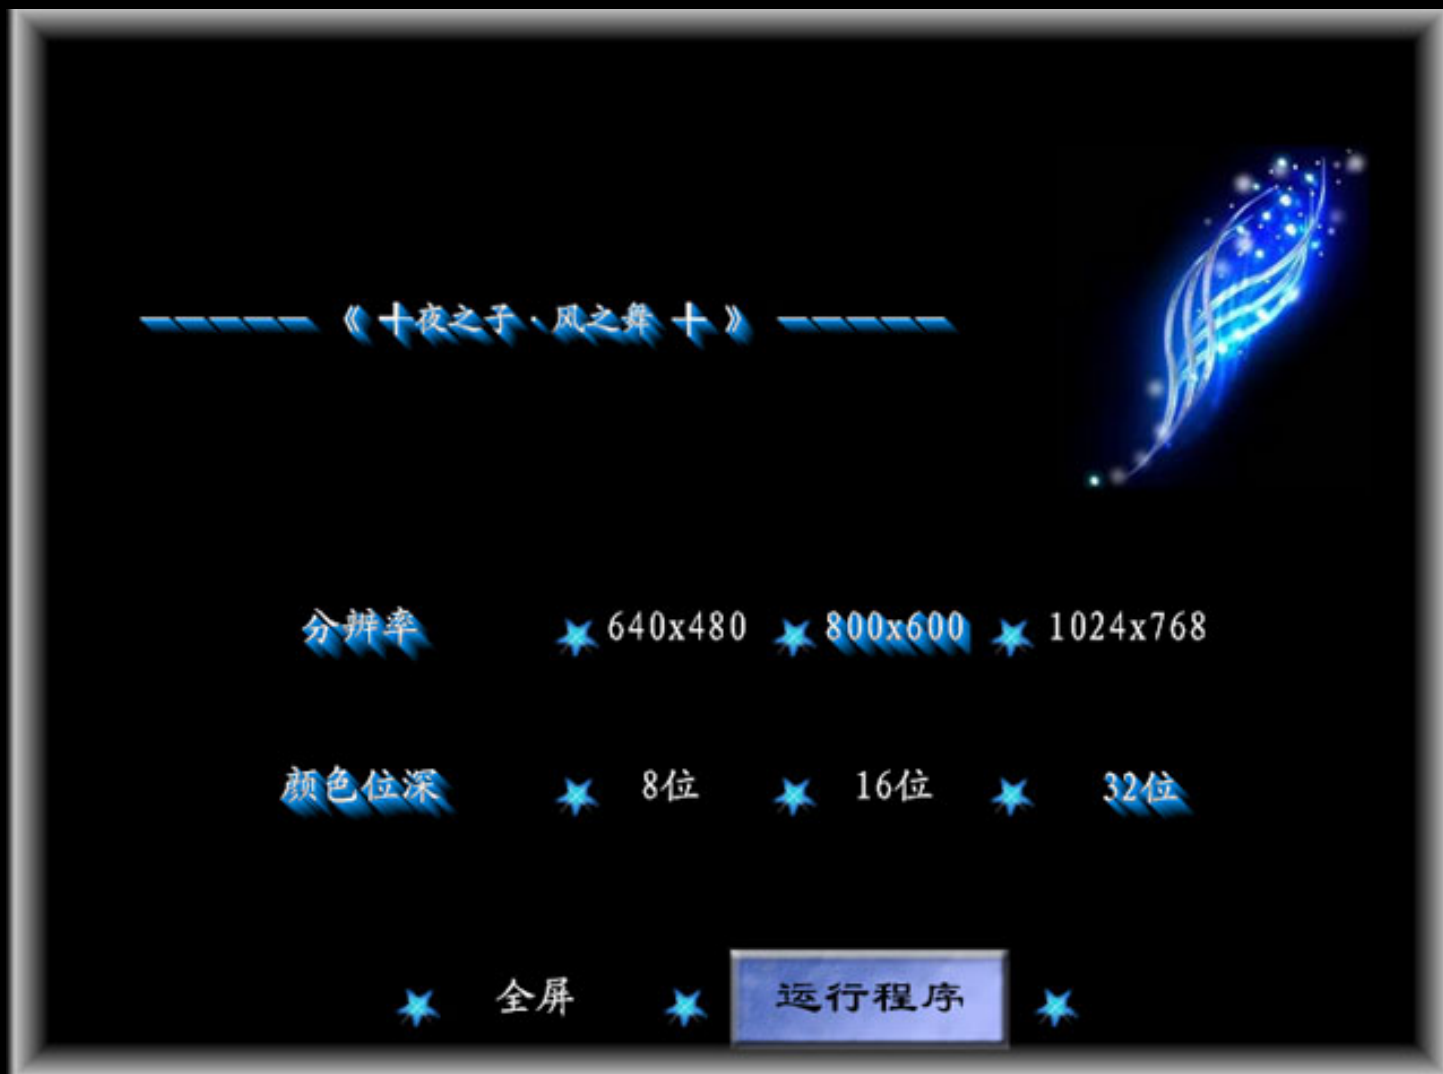 —————《 十夜之子·风之舞 十 》—————
分辨率 640x480 800x600 1024x768
颜色位深 8位 16位 32位
全屏 运行程序